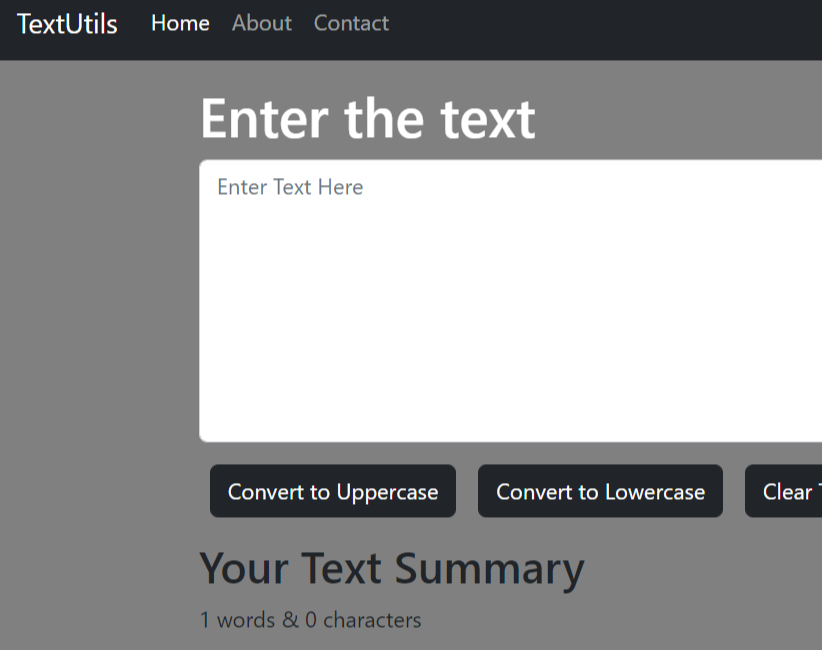 TextUtils Home About Contact
Enter the text
Enter Text Here
Convert to Uppercase Convert to Lowercase Clear
Your Text Summary
1 words & 0 characters